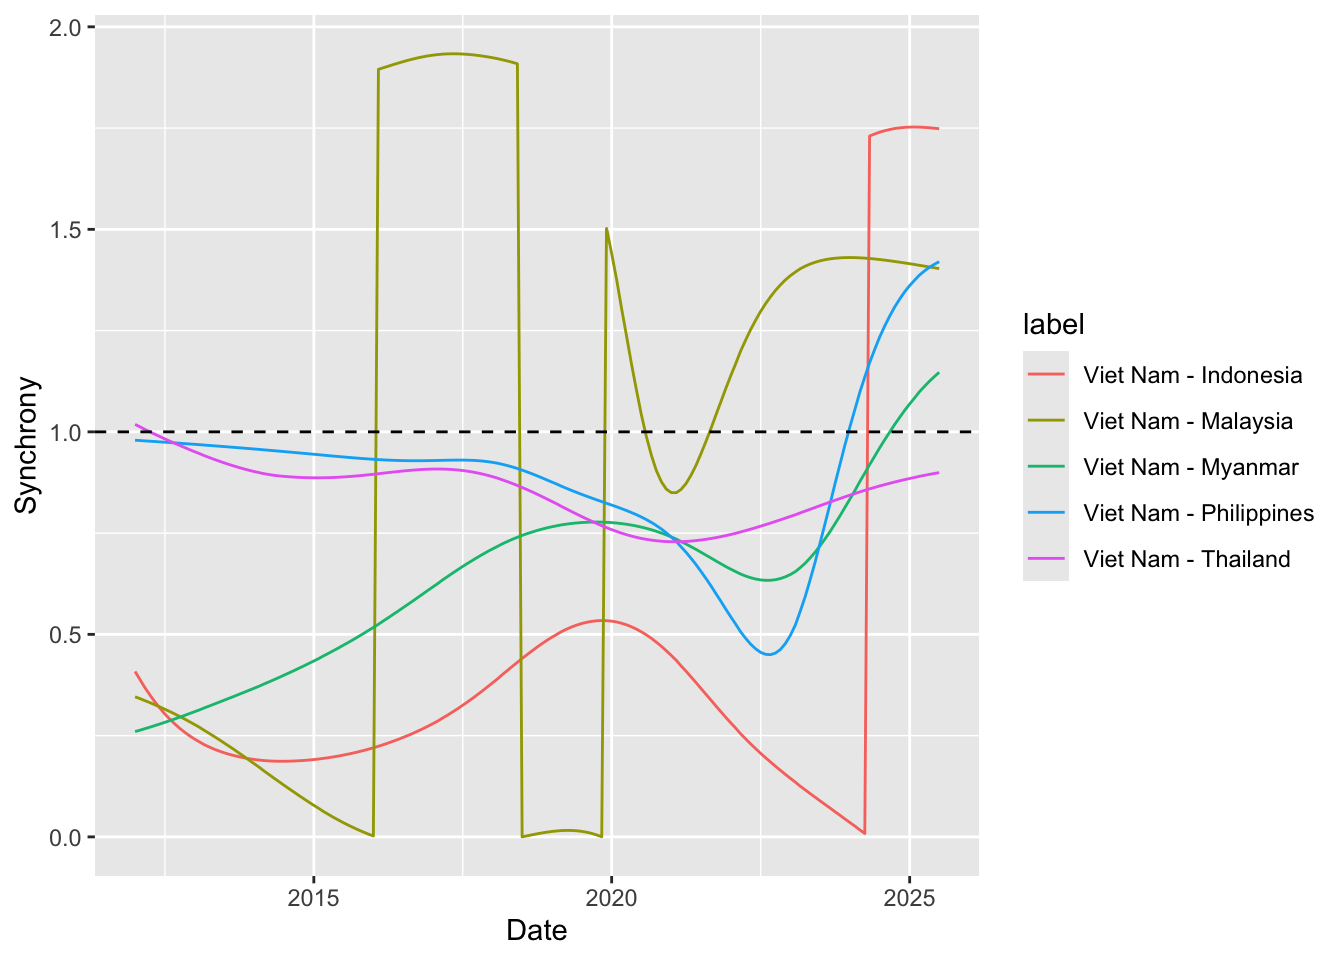 2.0
1.5
1.0
0.5
0.0
Synchrony
2015
2020
2025
Date
label
Viet Nam - Indonesia
Viet Nam - Malaysia
Viet Nam - Myanmar
Viet Nam - Philippines
Viet Nam - Thailand